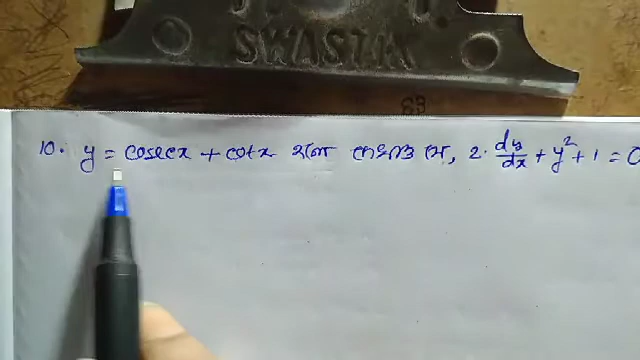 SWASTIK
10. y = cosecx + cotx হলে দেখাও যে, 2. dy/dx + y² + 1 = 0